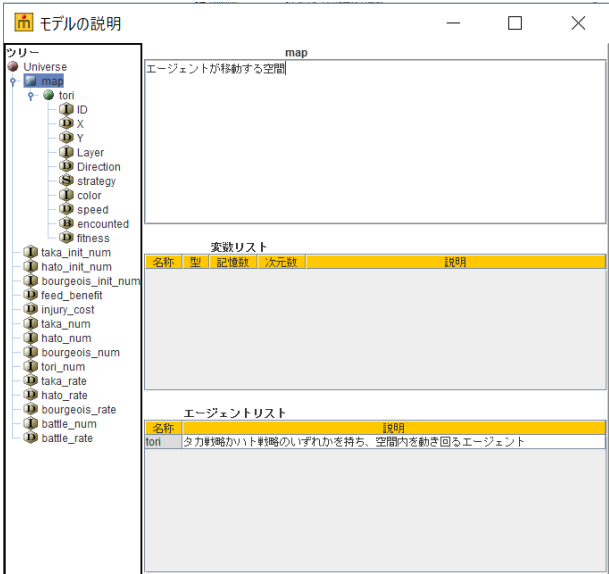 モデルの説明
ツリー
Universe
map
tori
ID
X
Y
Layer
Direction
strategy
color
speed
encounted
fitness
taka_init_num
hato_init_num
bourgeois_init_num
feed_benefit
injury_cost
taka_num
hato_num
bourgeois_num
tori_num
taka_rate
hato_rate
bourgeois_rate
battle_num
battle_rate
map
エージェントが移動する空間
変数リスト
名称 型 記憶数 次元数 説明
エージェントリスト
名称 説明
tori タカ戦略かハト戦略のいずれかを持ち、空間内を動き回るエージェント